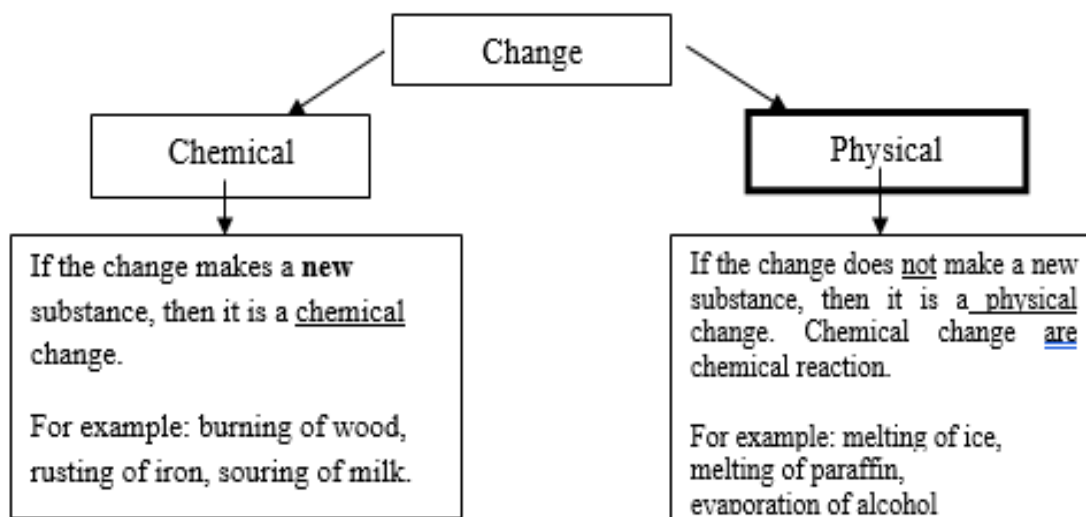 Change
Chemical
Physical
If the change makes a new
substance, then it is a chemical
change.
For example: burning of wood,
rusting of iron, souring of milk.
If the change does not make a new
substance, then it is a physical
change. Chemical change are
chemical reaction.
For example: melting of ice,
melting of paraffin,
evaporation of alcohol